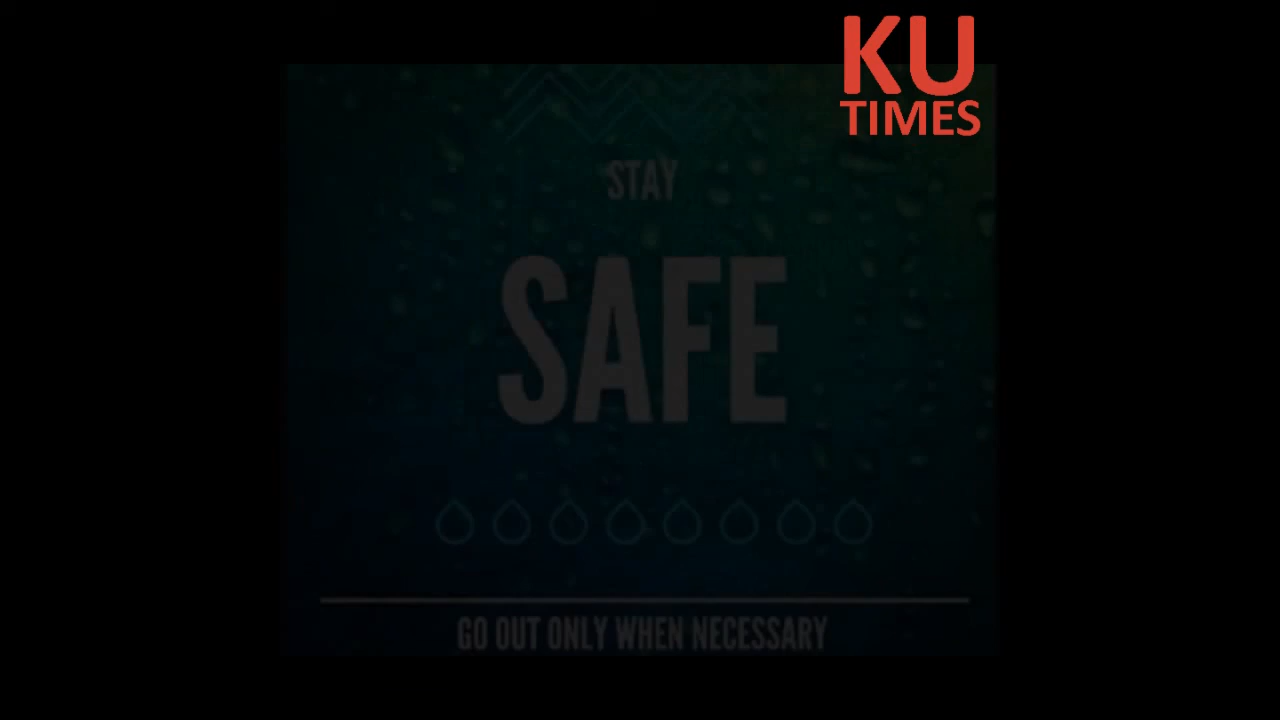 KU
TIMES
STAY
SAFE
GO OUT ONLY WHEN NECESSARY